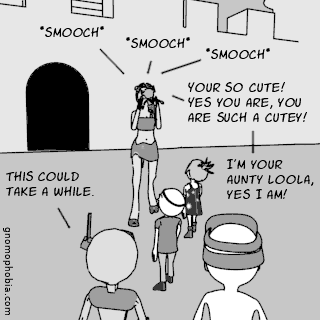 *SMOOCH*
*SMOOCH*
*SMOOCH*
YOUR SO CUTE!
YES YOU ARE, YOU
ARE SUCH A CUTEY!
I'M YOUR
AUNTY LOOLA,
YES I AM!
THIS COULD
TAKE A WHILE.
gnomophobia.com